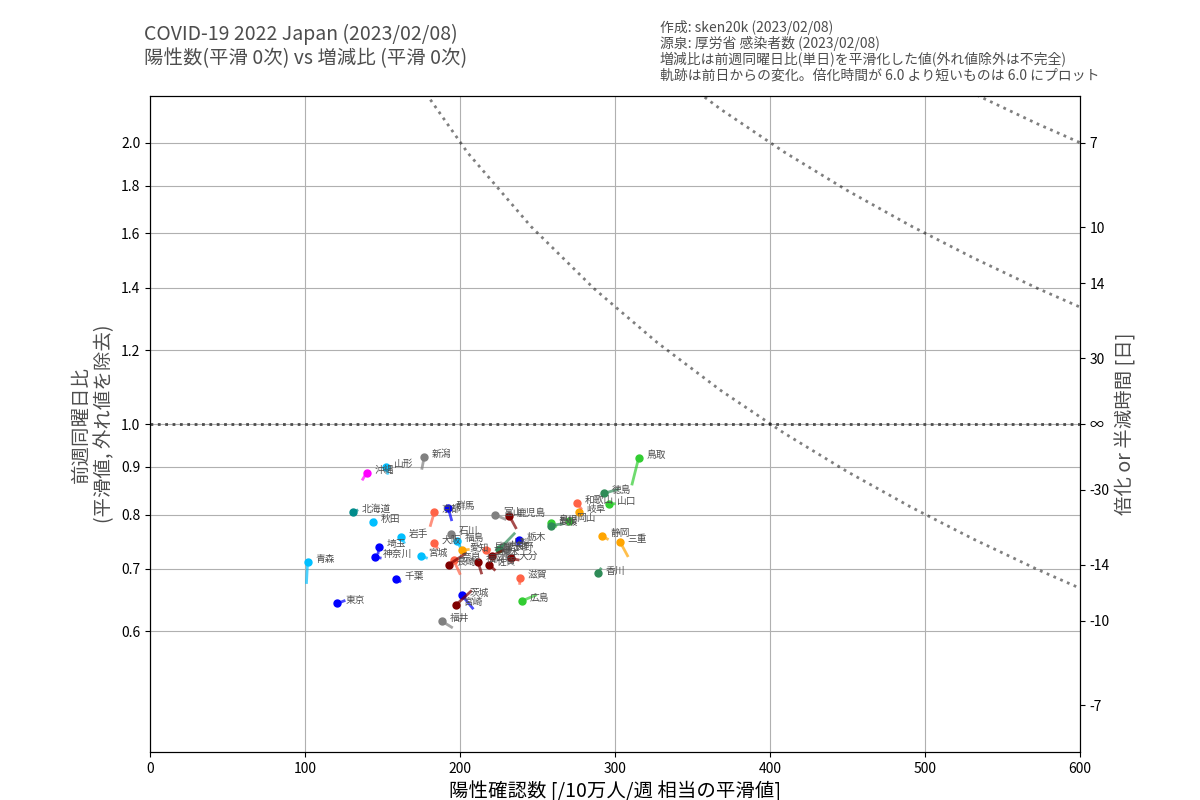 COVID-19 2022 Japan (2023/02/08)
陽性数(平滑 0次) vs 増減比 (平滑 0次)
作成: sken20k (2023/02/08)
源泉: 厚労省 感染者数 (2023/02/08)
増減比は前週同曜日比(単日)を平滑化した値(外れ値除外は不完全)
軌跡は前日からの変化。倍化時間が 6.0 より短いものは 6.0 にプロット
前週同曜日比
(平滑値, 外れ値を除去)
2.0
1.8
1.6
1.4
1.2
1.0
0.9
0.8
0.7
0.6
7
10
14
30
∞
-30
-14
-10
-7
倍化 or 半減時間 [日]
新潟
鳥取
山形
沖縄
徳島
和歌山
山口
岐阜
北海道
群馬
鹿児島
秋田
岩手
石川
福島
栃木
静岡
三重
埼玉
大阪
愛知
長野
神奈川
宮城
大分
青森
佐賀
千葉
滋賀
香川
東京
茨城
宮崎
広島
福井
0
100
200
300
400
500
600
陽性確認数 [/10万人/週 相当の平滑値]